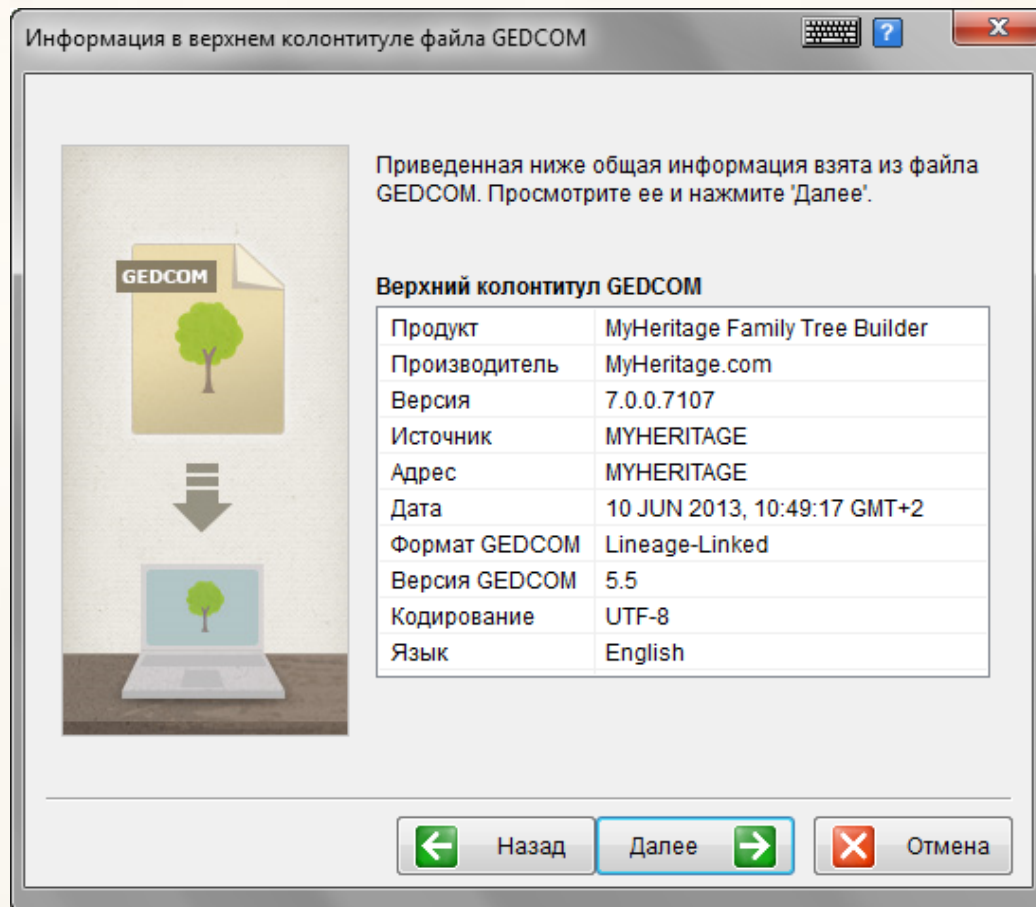 Информация в верхнем колонтитуле файла GEDCOM
?
X
Приведенная ниже общая информация взята из файла
GEDCOM. Просмотрите ее и нажмите 'Далее'.
GEDCOM
Верхний колонтитул GEDCOM
Продукт MyHeritage Family Tree Builder
Производитель MyHeritage.com
Версия 7.0.0.7107
Источник MYHERITAGE
Адрес MYHERITAGE
Дата 10 JUN 2013, 10:49:17 GMT+2
Формат GEDCOM Lineage-Linked
Версия GEDCOM 5.5
Кодирование UTF-8
Язык English
Назад Далее Отмена